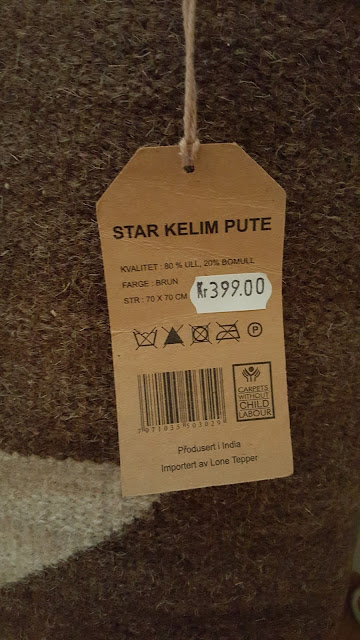 STAR KELIM PUTE
KVALITET : 80 % ULL, 20% BOMULL
FARGE : BRUN
STR : 70 X 70 CM
Kr399.00
P
CARPETS
WITHOUT
CHILD
LABOUR
Produsert i India
Importert av Lone Tepper